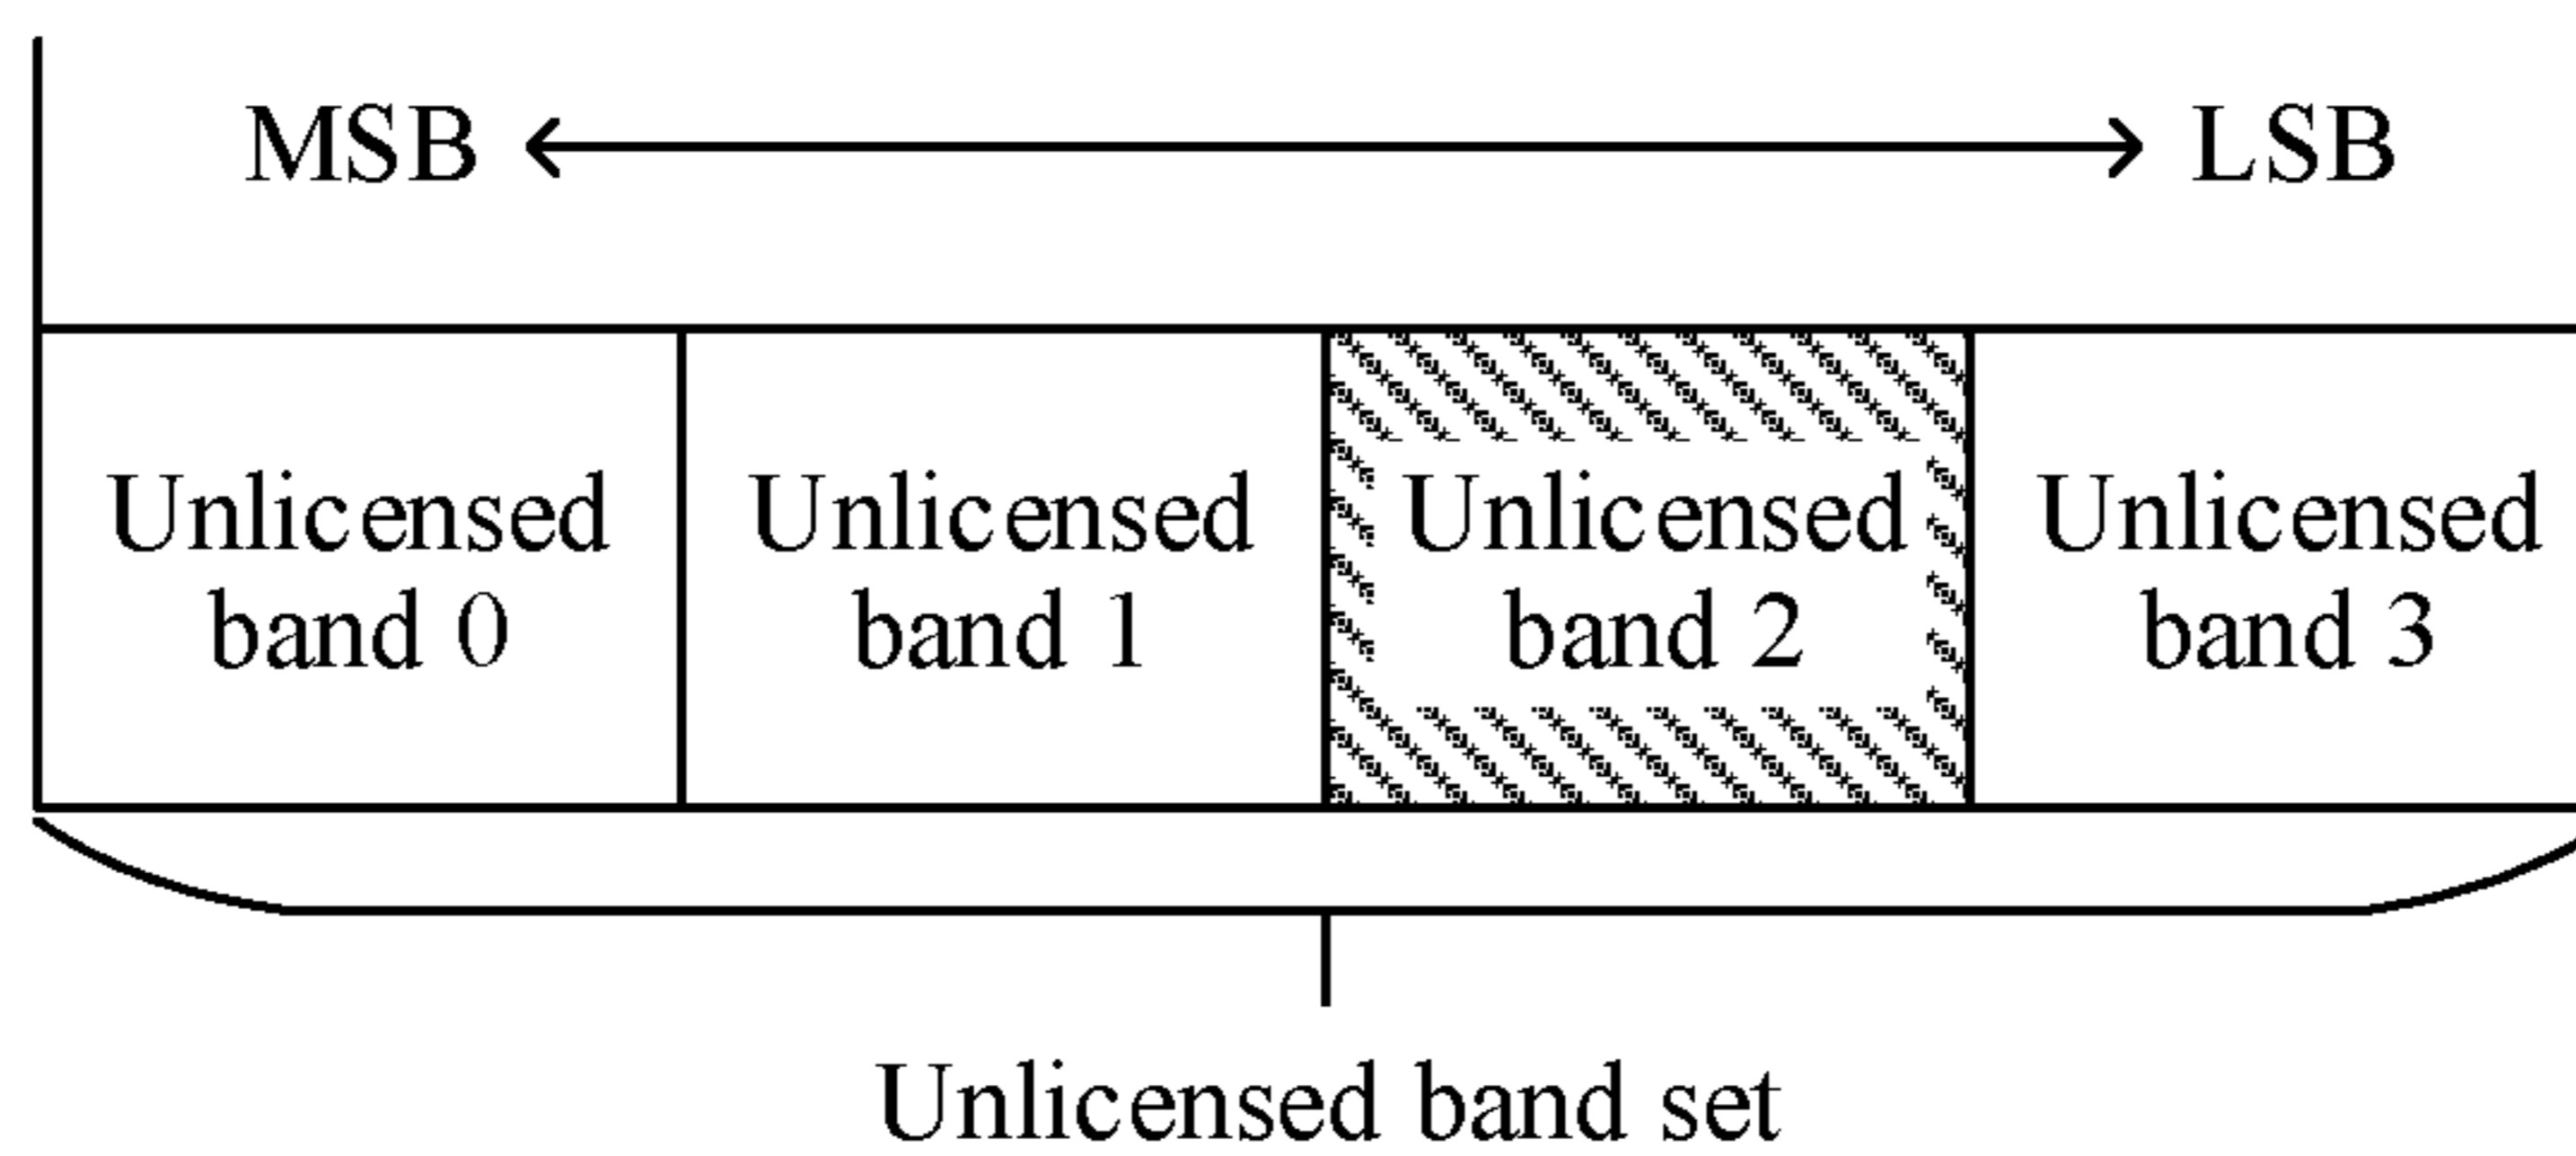 MSB LSB
Unlicensed Unlicensed Unlicensed Unlicensed
band 0 band 1 band 2 band 3
Unlicensed band set